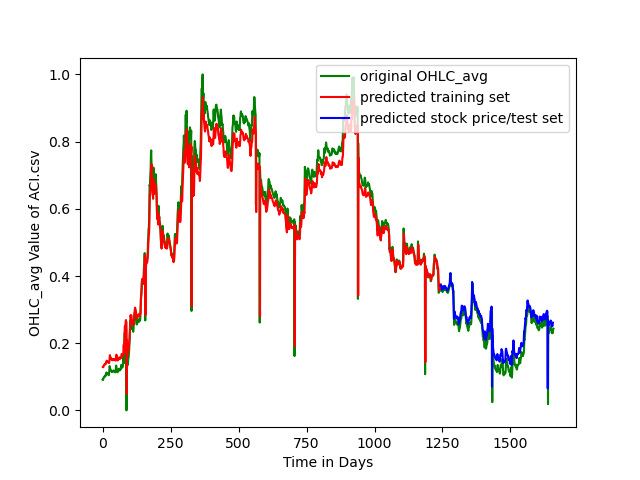 original OHLC_avg
predicted training set
predicted stock price/test set
OHLC_avg Value of ACI.csv
1.0
0.8
0.6
0.4
0.2
0.0
0 250 500 750 1000 1250 1500
Time in Days